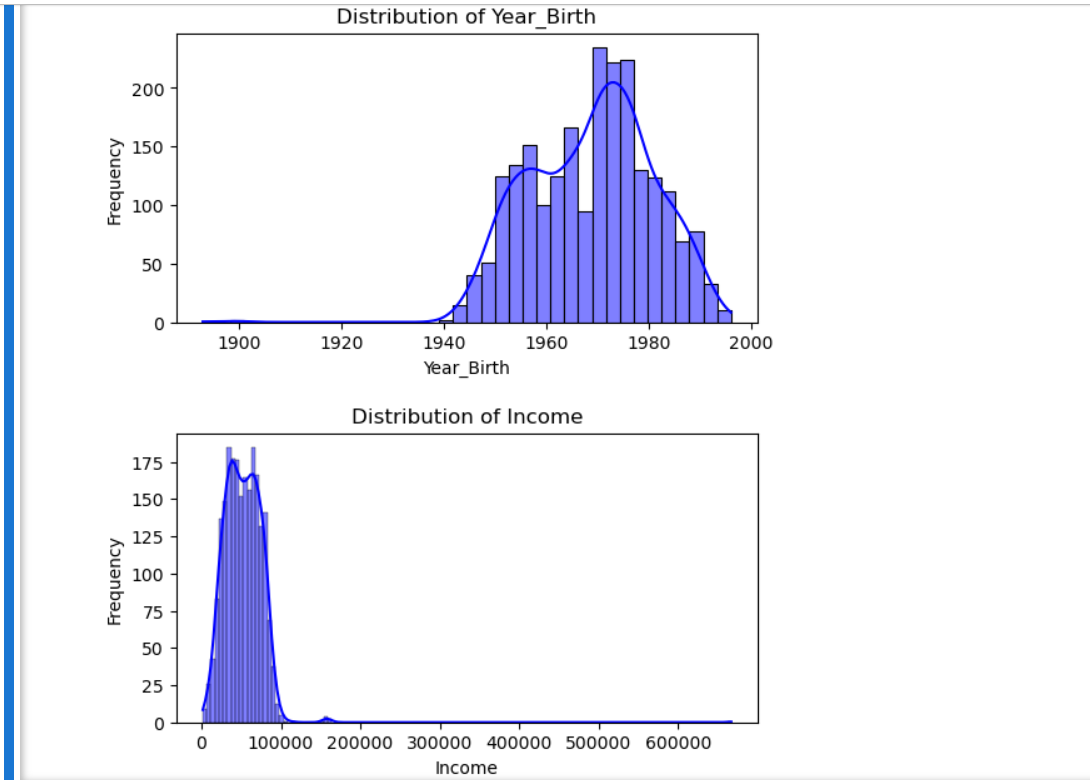 Distribution of Year_Birth
200
150
100
50
0
Frequency
1900 1920 1940 1960 1980 2000
Year_Birth
Distribution of Income
175
150
125
100
75
50
25
0
Frequency
0 100000 200000 300000 400000 500000 600000
Income